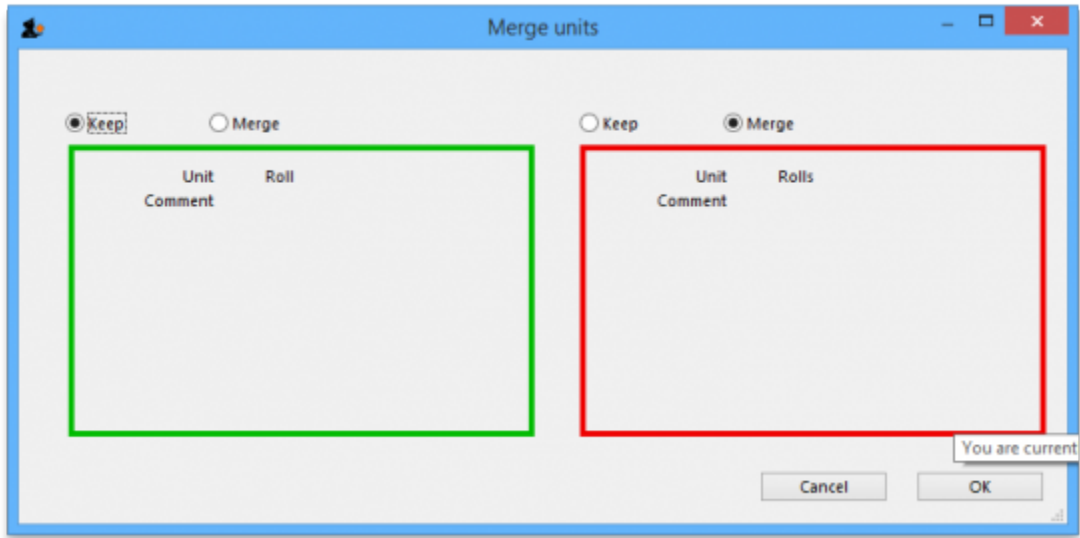 Merge units
Keep Merge Keep Merge
Unit Roll Unit Rolls
Comment Comment
You are current
Cancel OK